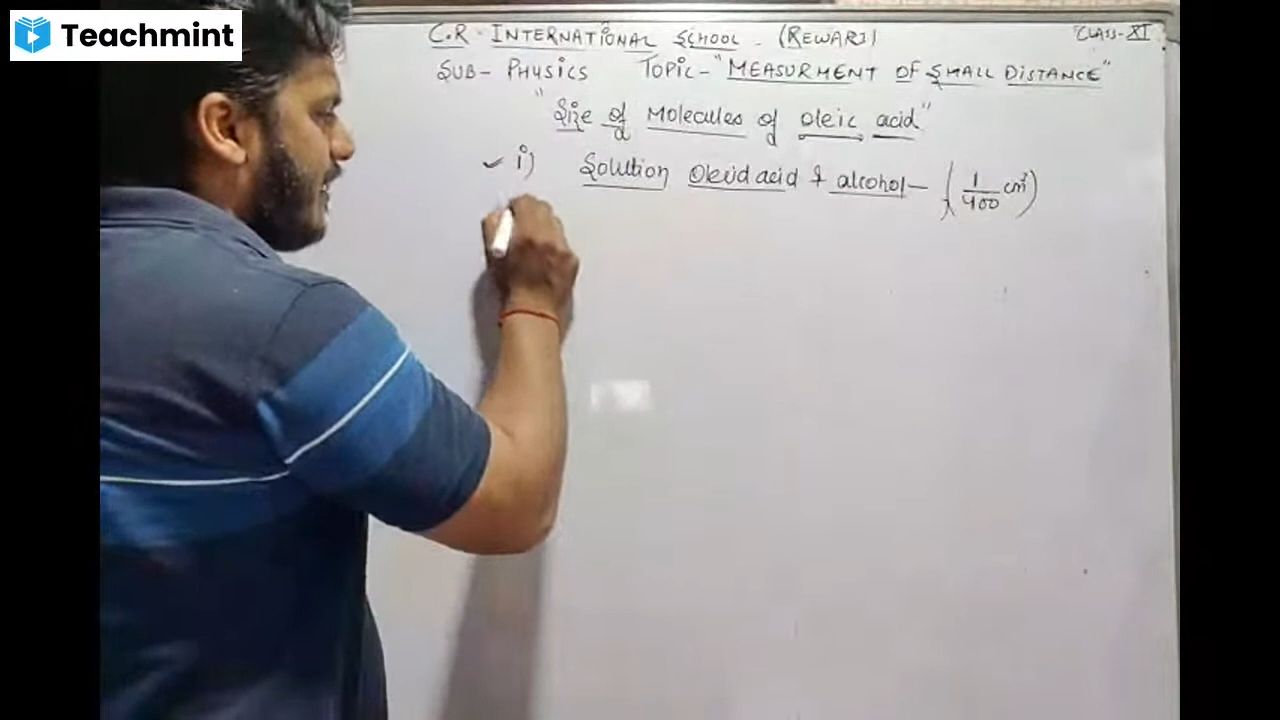 Teachmint
C.R. INTERNATIONAL SCHOOL - (REWARI) CLASS-XI
SUB- PHYSICS TOPIC- "MEASURMENT OF SMALL DISTANCE"
"Size of Molecules of oleic acid"
✓ i) Solution Oleid acid & alcohol- (1/400 cm³)